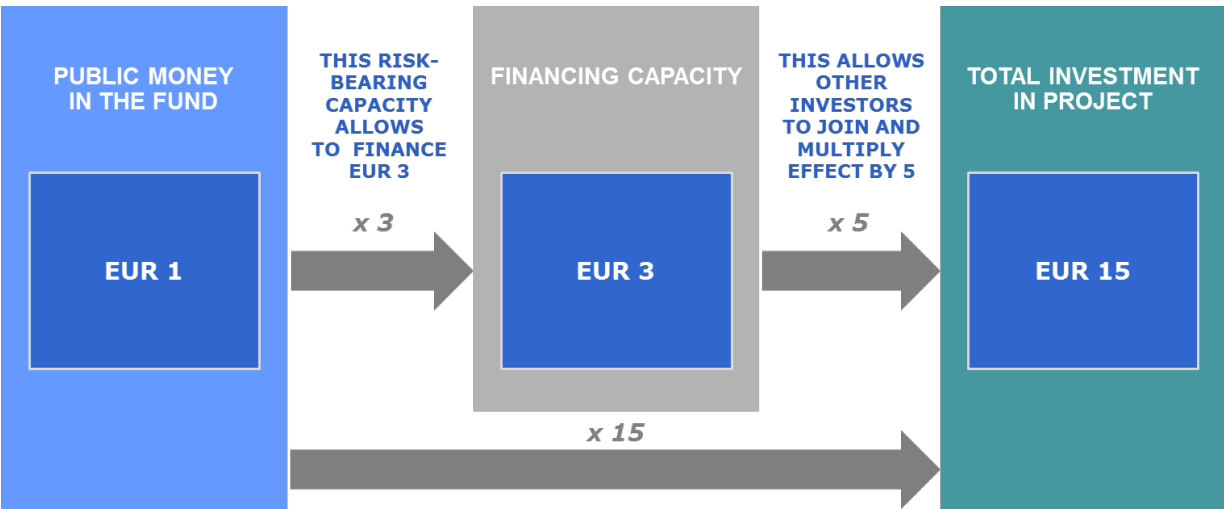 PUBLIC MONEY
IN THE FUND
EUR 1
THIS RISK-
BEARING
CAPACITY
ALLOWS
TO FINANCE
EUR 3
x 3
FINANCING CAPACITY
EUR 3
THIS ALLOWS
OTHER
INVESTORS
TO JOIN AND
MULTIPLY
EFFECT BY 5
x 5
TOTAL INVESTMENT
IN PROJECT
EUR 15
x 15